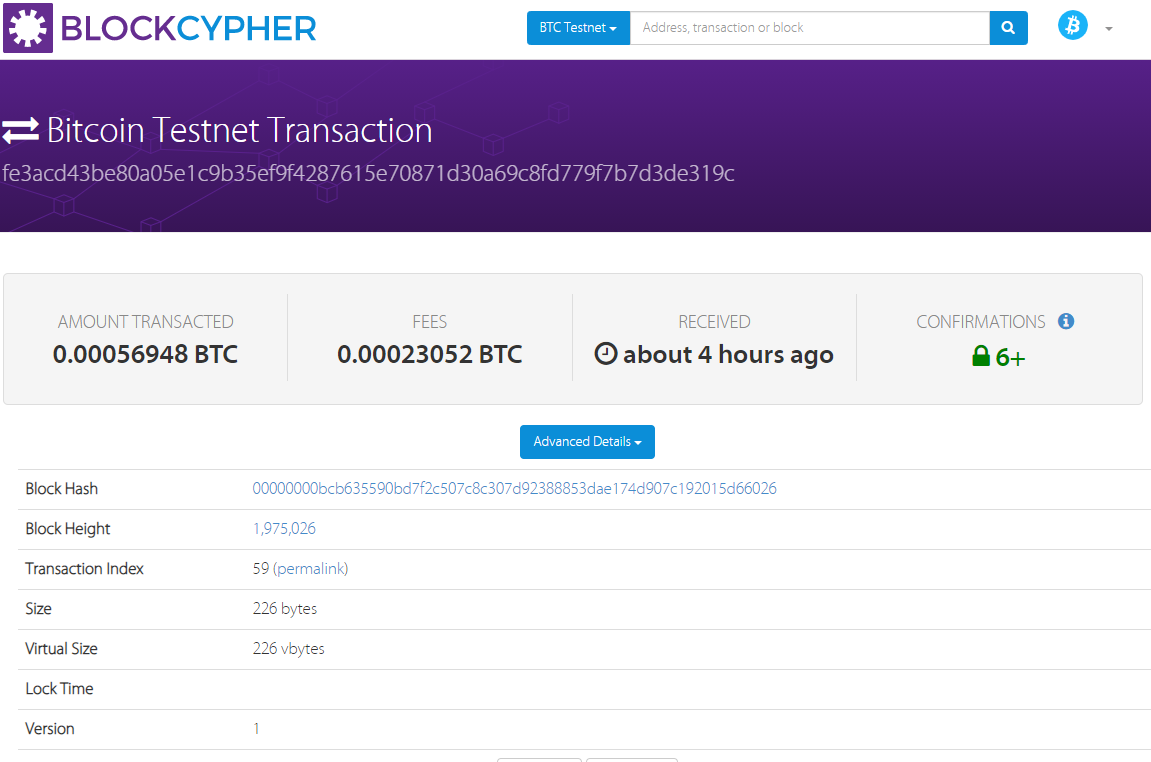 BLOCKCYPHER
BTC Testnet
Address, transaction or block
Bitcoin Testnet Transaction
fe3acd43be80a05e1c9b35ef9f4287615e70871d30a69c8fd779f7b7d3de319c
AMOUNT TRANSACTED
0.00056948 BTC
FEES
0.00023052 BTC
RECEIVED
about 4 hours ago
CONFIRMATIONS
6+
Advanced Details
Block Hash 00000000bcb635590bd7f2c507c8c307d92388853dae174d907c192015d66026
Block Height 1,975,026
Transaction Index 59 (permalink)
Size 226 bytes
Virtual Size 226 vbytes
Lock Time
Version 1